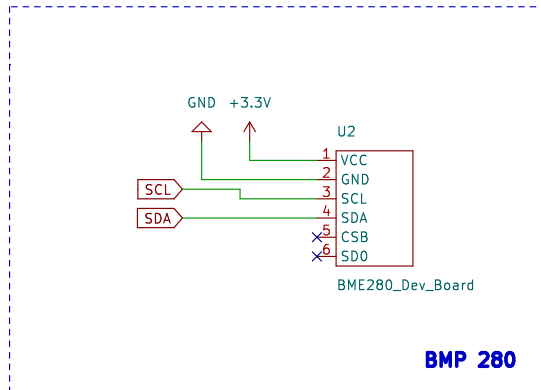 GND +3.3V
U2
1 VCC
2 GND
3 SCL
4 SDA
5 CSB
6 SDO
SCL
SDA
BME280_Dev_Board
BMP 280